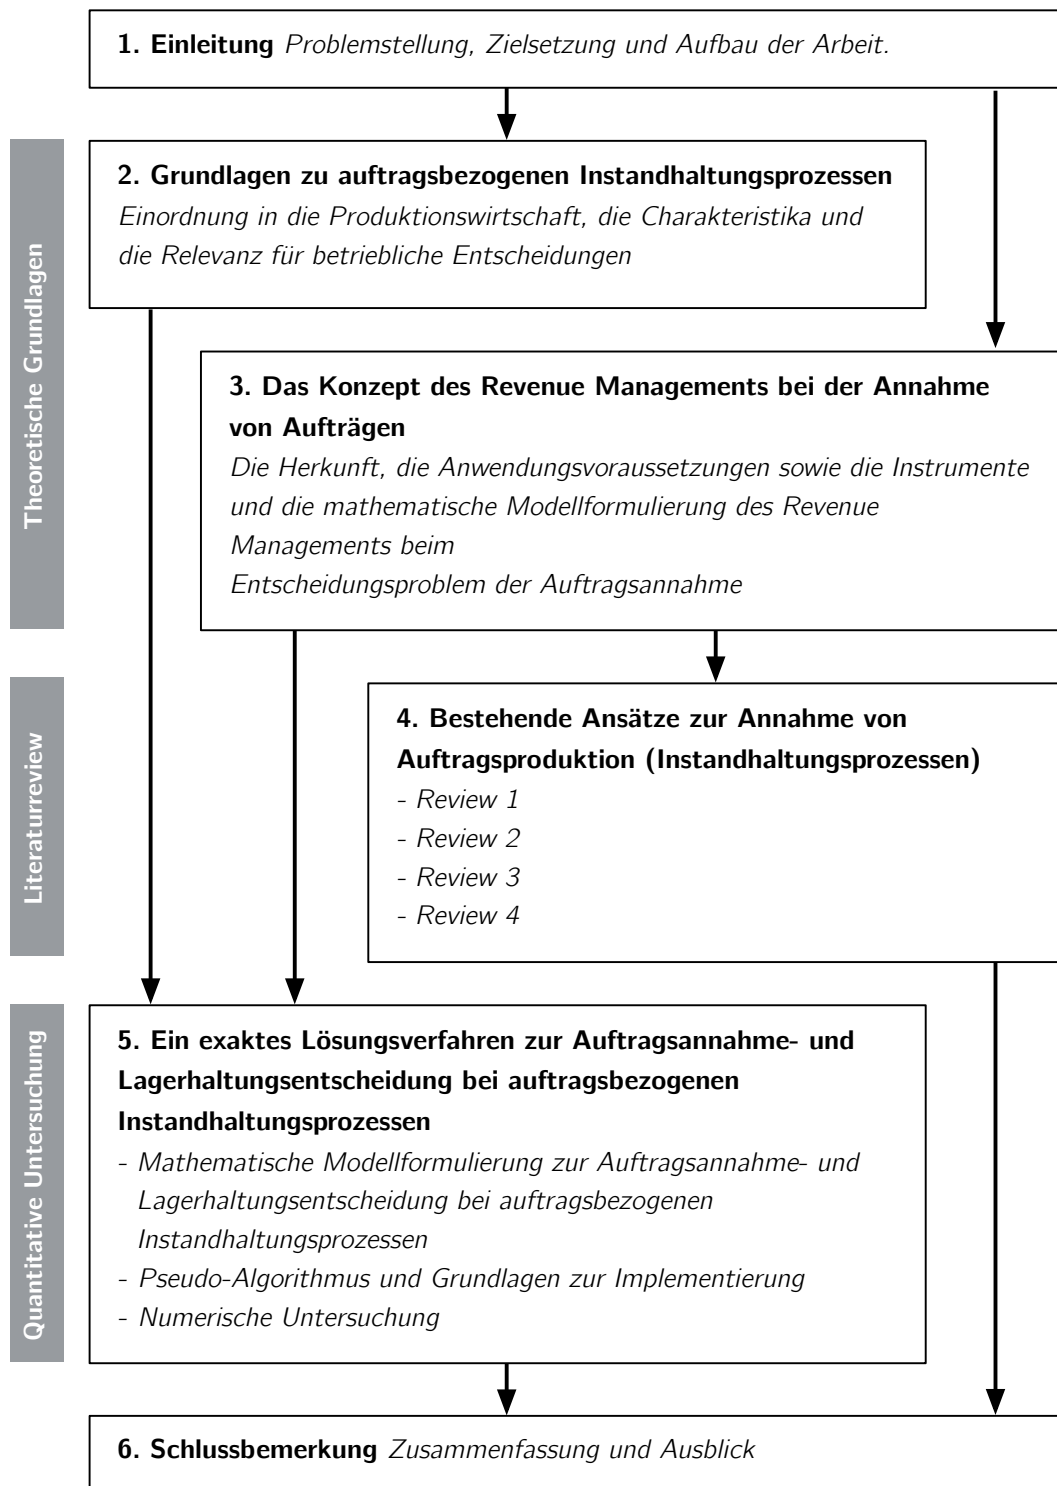 1. Einleitung Problemstellung, Zielsetzung und Aufbau der Arbeit.
Theoretische Grundlagen
2. Grundlagen zu auftragsbezogenen Instandhaltungsprozessen
Einordnung in die Produktionswirtschaft, die Charakteristika und
die Relevanz für betriebliche Entscheidungen
3. Das Konzept des Revenue Managements bei der Annahme
von Aufträgen
Die Herkunft, die Anwendungsvoraussetzungen sowie die Instrumente
und die mathematische Modellformulierung des Revenue
Managements beim
Entscheidungsproblem der Auftragsannahme
Literaturreview
4. Bestehende Ansätze zur Annahme von
Auftragsproduktion (Instandhaltungsprozessen)
- Review 1
- Review 2
- Review 3
- Review 4
Quantitative Untersuchung
5. Ein exaktes Lösungsverfahren zur Auftragsannahme- und
Lagerhaltungsentscheidung bei auftragsbezogenen
Instandhaltungsprozessen
- Mathematische Modellformulierung zur Auftragsannahme- und
Lagerhaltungsentscheidung bei auftragsbezogenen
Instandhaltungsprozessen
- Pseudo-Algorithmus und Grundlagen zur Implementierung
- Numerische Untersuchung
6. Schlussbemerkung Zusammenfassung und Ausblick